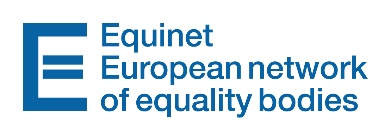 Equinet
European network
of equality bodies